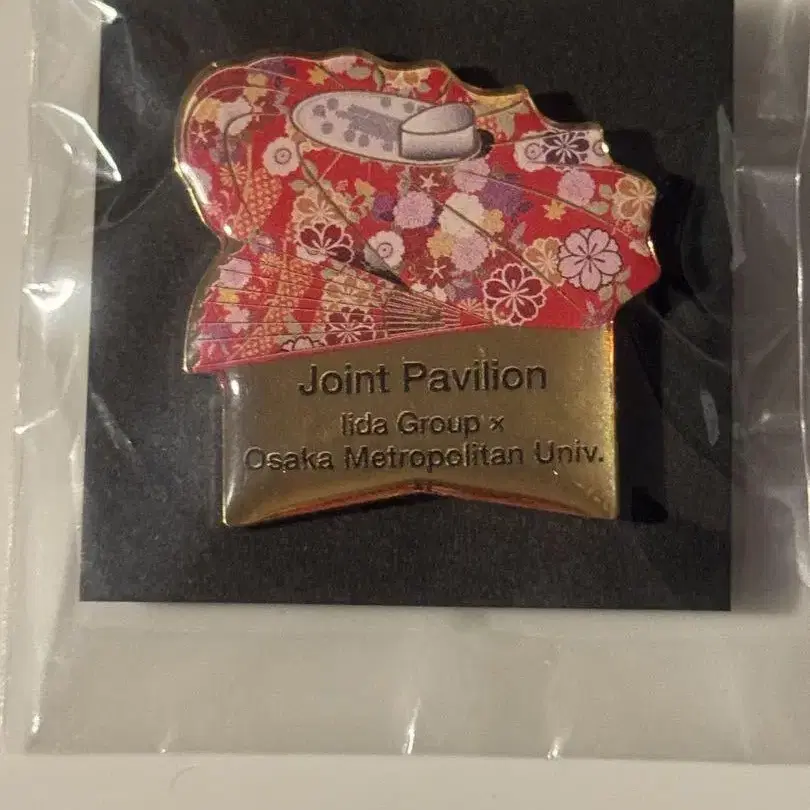 Joint Pavilion
Iida Group ×
Osaka Metropolitan Univ.